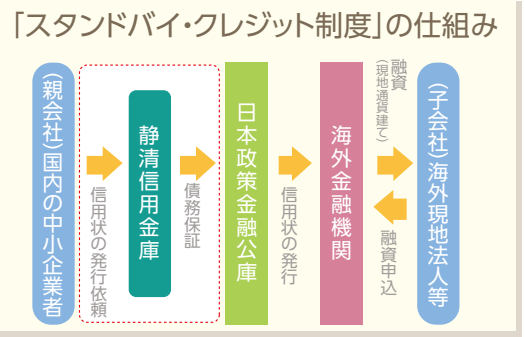 「スタンドバイ・クレジット制度」の仕組み
(親会社)国内の中小企業者
信用状の発行依頼
静清信用金庫
債務保証
日本政策金融公庫
信用状の発行
海外金融機関
融資
(現地通貨建て)
融資申込
(子会社)海外現地法人等